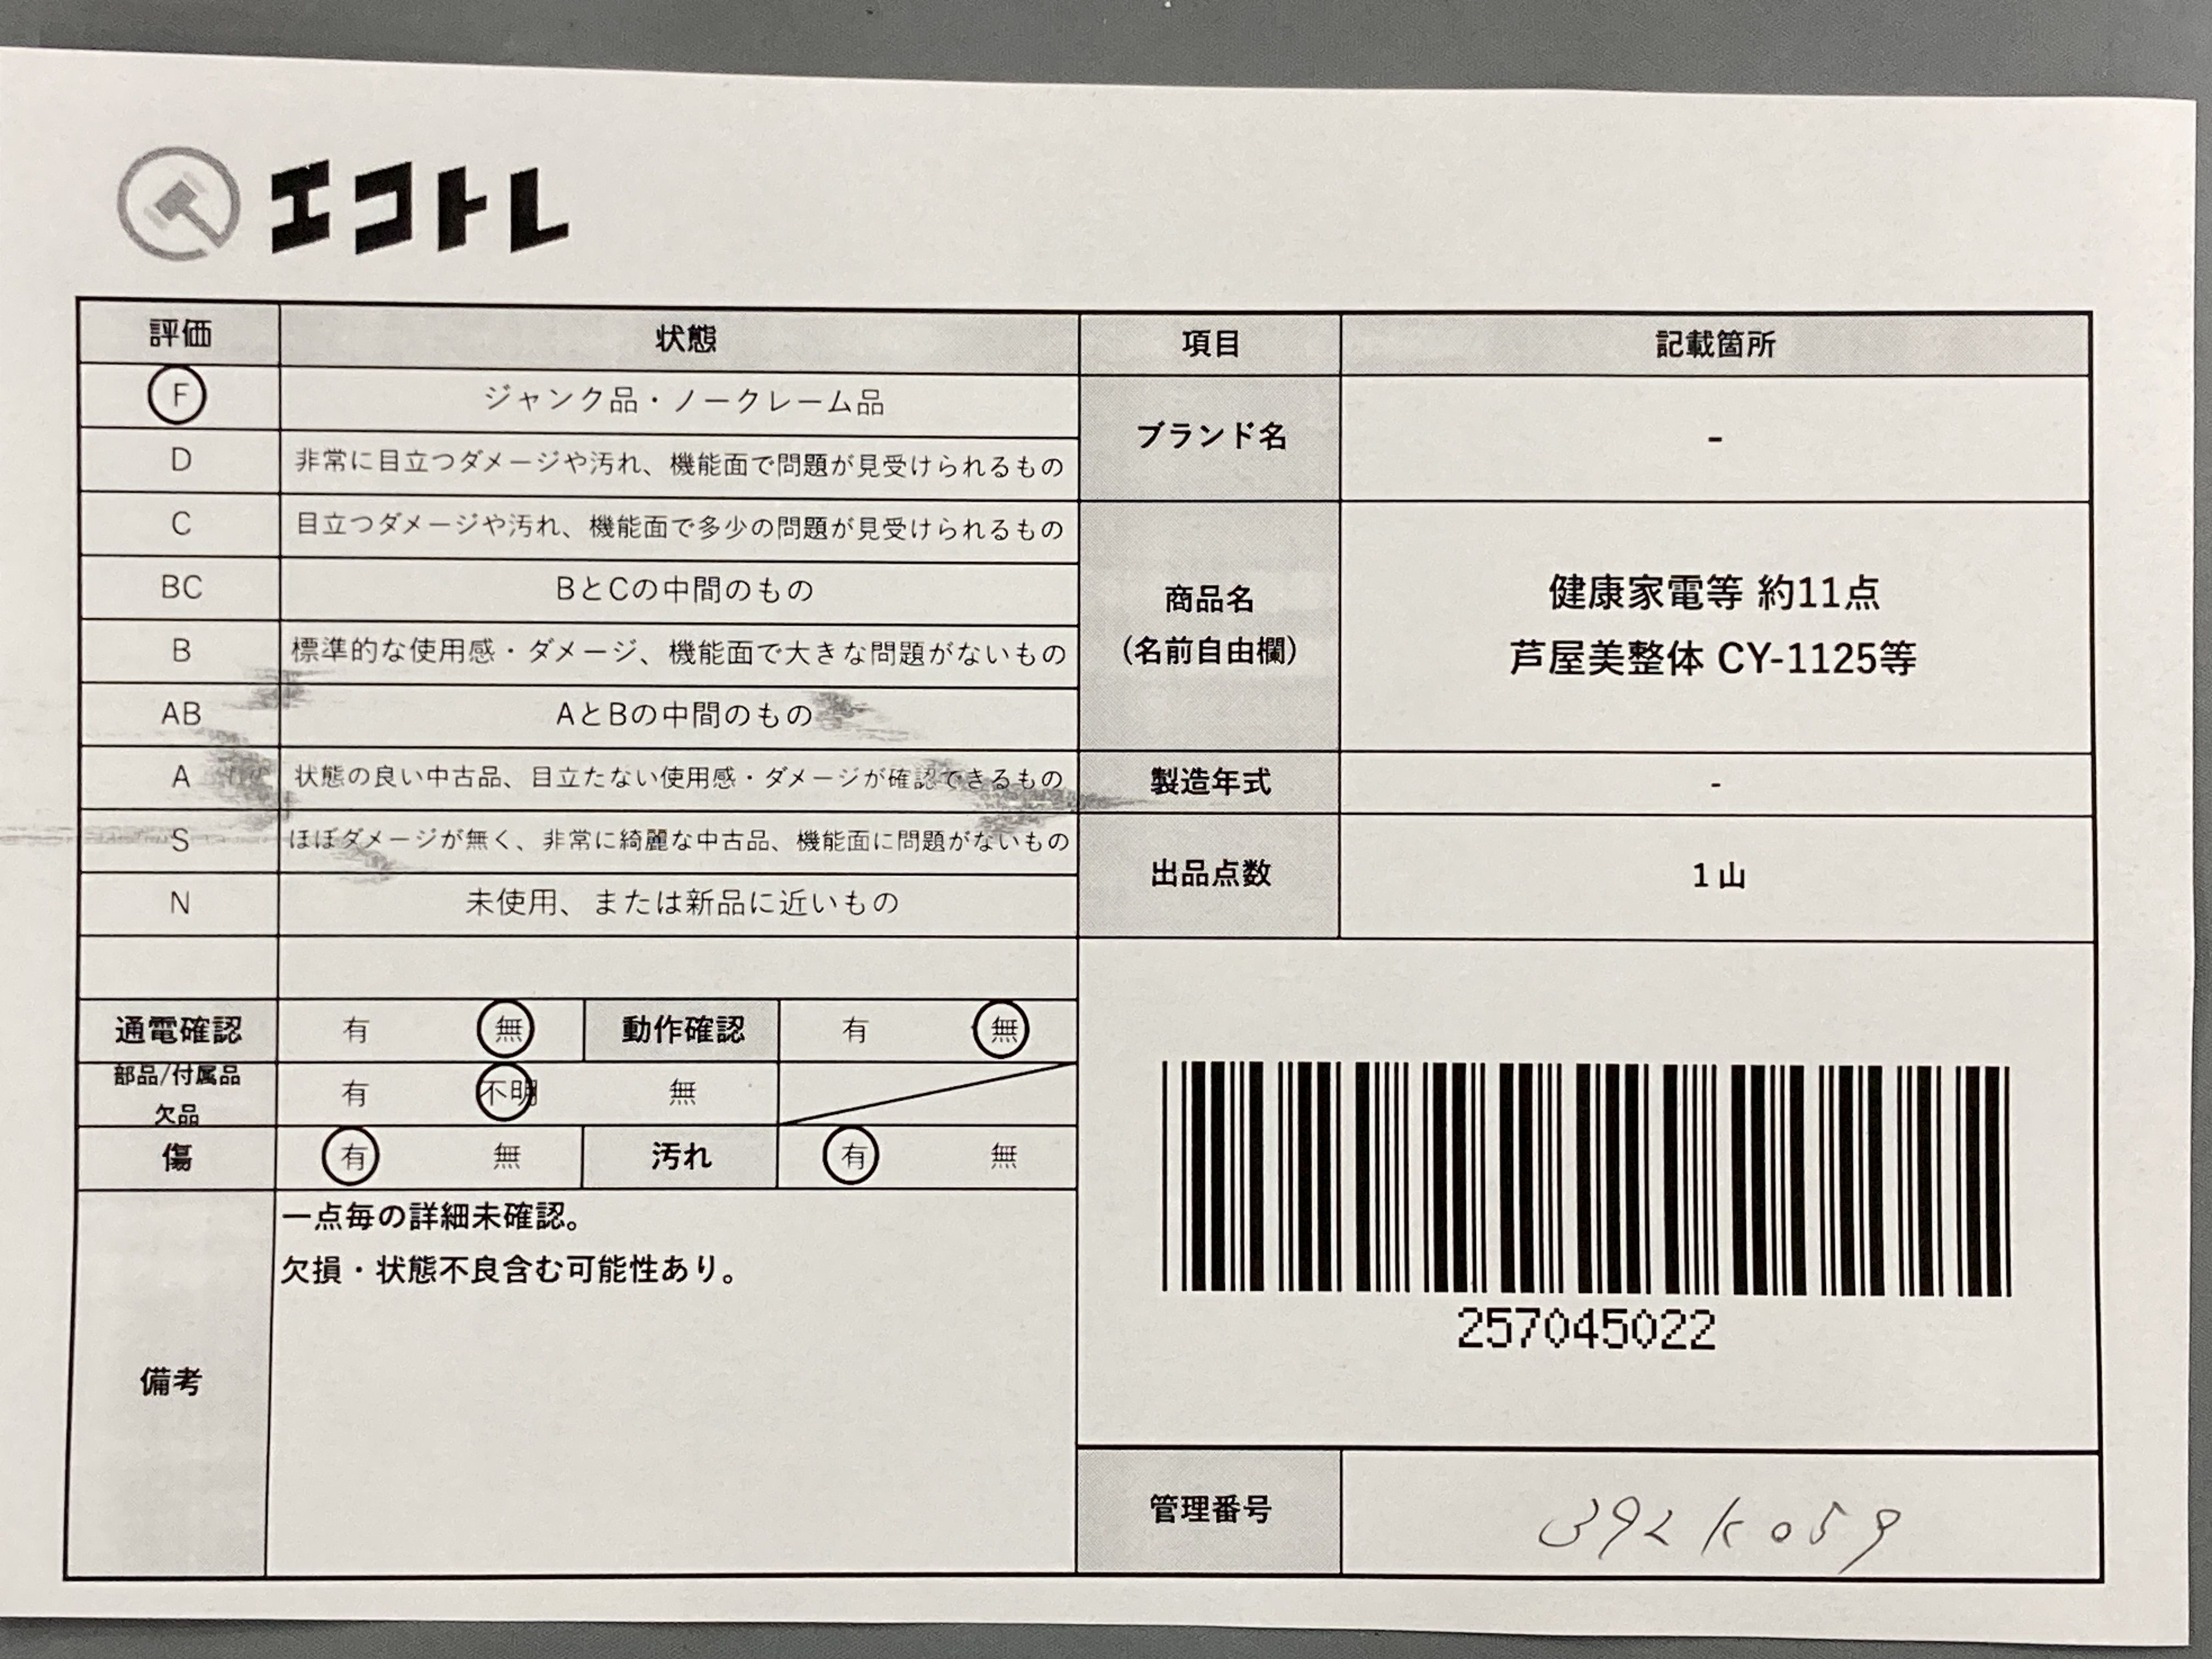 エコトレ
評価 状態 項目 記載箇所
F ジャンク品・ノークレーム品
D 非常に目立つダメージや汚れ、機能面で問題が見受けられるもの
ブランド名 -
C 目立つダメージや汚れ、機能面で多少の問題が見受けられるもの
BC BとCの中間のもの
B 標準的な使用感・ダメージ、機能面で大きな問題がないもの
AB AとBの中間のもの
商品名
(名前自由欄)
健康家電等 約11点
芦屋美整体 CY-1125等
A 状態の良い中古品、目立たない使用感・ダメージが確認できるもの
製造年式 -
S ほぼダメージが無く、非常に綺麗な中古品、機能面に問題がないもの
N 未使用、または新品に近いもの
出品点数 1山
通電確認 有 無 動作確認 有 無
部品/付属品
欠品
有 不明 無
傷 有 無 汚れ 有 無
備考
一点毎の詳細未確認。
欠損・状態不良含む可能性あり。
257045022
管理番号 392K059